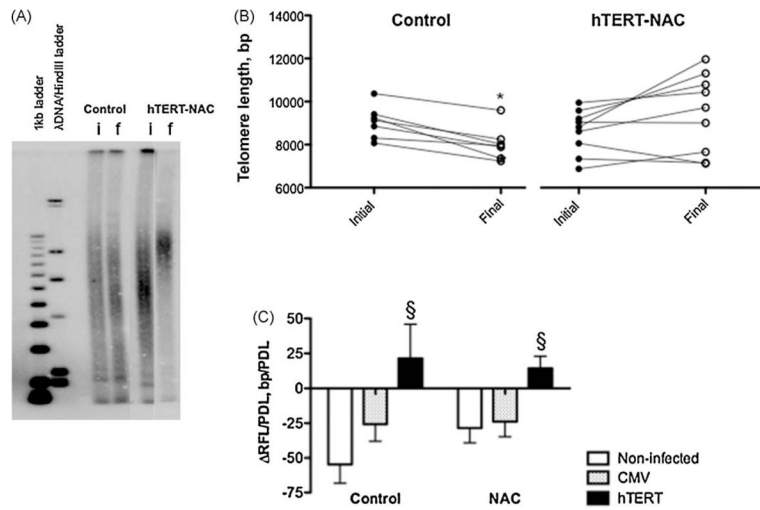 (A)
1kb ladder
λDNA/HindIII ladder
Control
hTERT-NAC
i f i f
(B)
Control
hTERT-NAC
Telomere length, bp
14000
12000
10000
8000
6000
*
Initial
Final
Initial
Final
(C)
ΔRFL/PDL, bp/PDL
50
25
0
-25
-50
-75
§
§
Control
NAC
Non-infected
CMV
hTERT